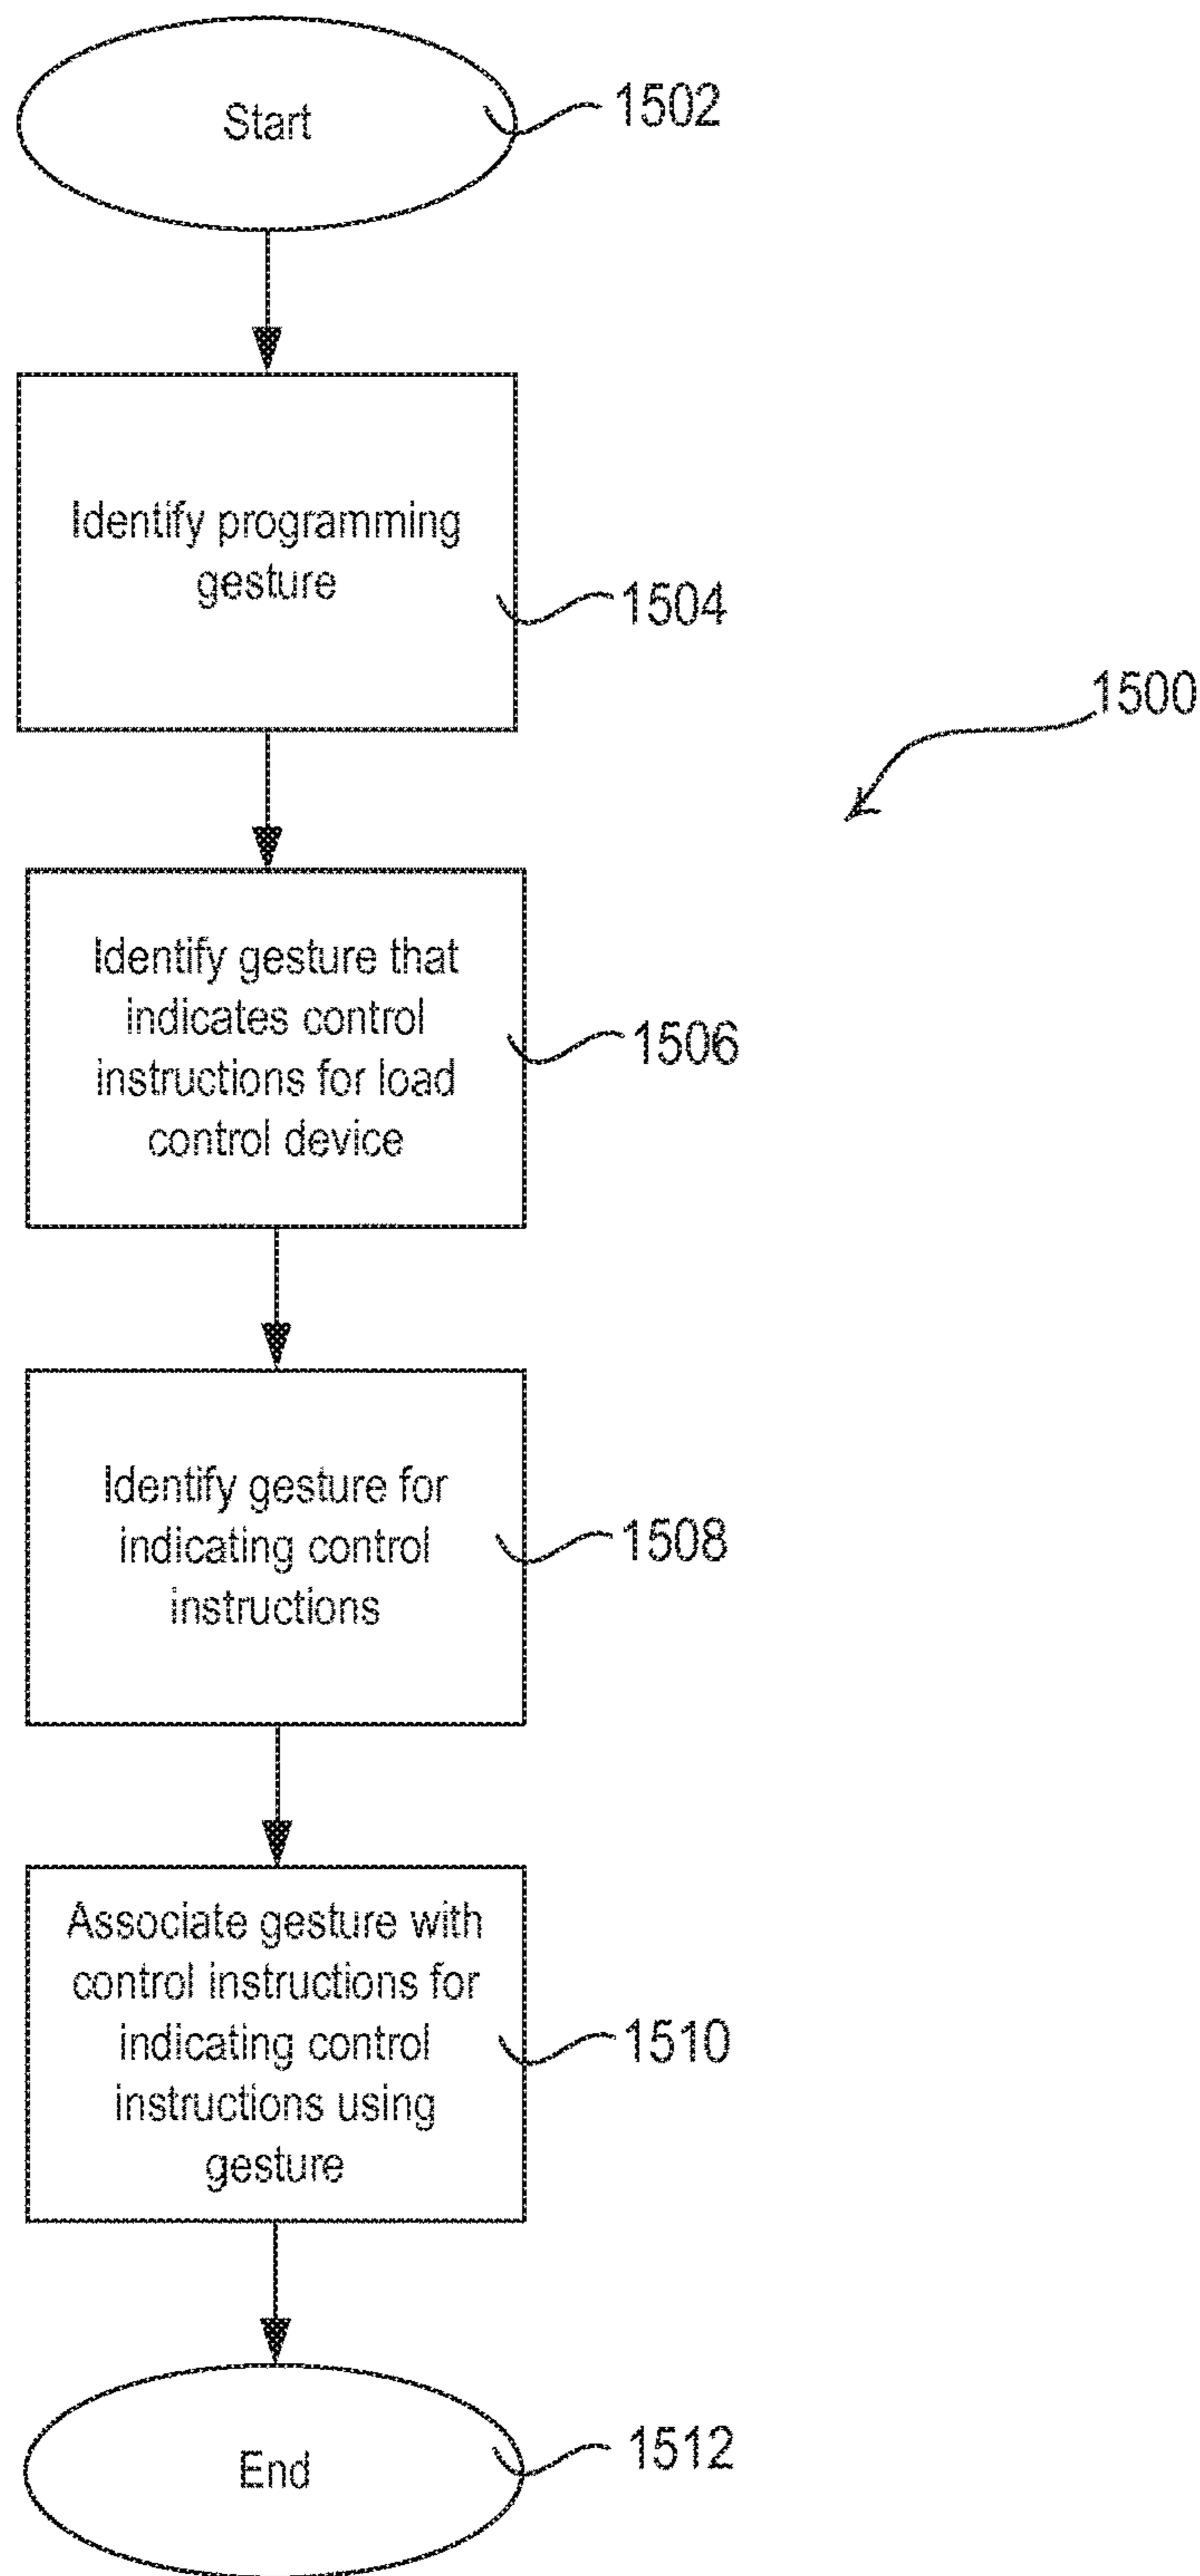 Start
1502
Identify programming
gesture
1504
1500
Identify gesture that
indicates control
instructions for load
control device
1506
Identify gesture for
indicating control
instructions
1508
Associate gesture with
control instructions for
indicating control
instructions using
gesture
1510
End
1512